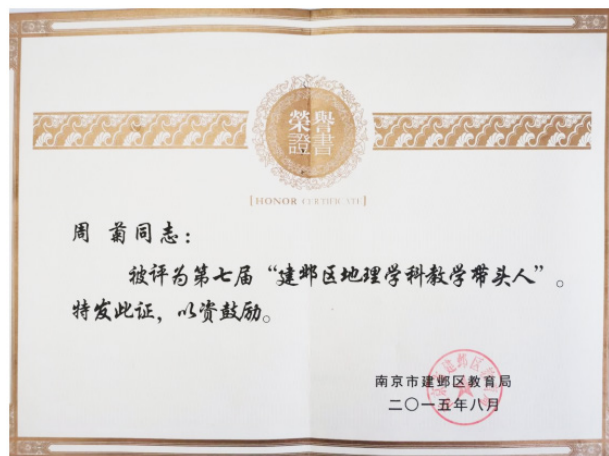 榮譽
證書
[HONOR CERTIFICATE]
周 菊同志：
被评为第七届“建邺区地理学科教学带头人”。
特发此证，以资鼓励。
南京市建邺区教育局
二〇一五年八月